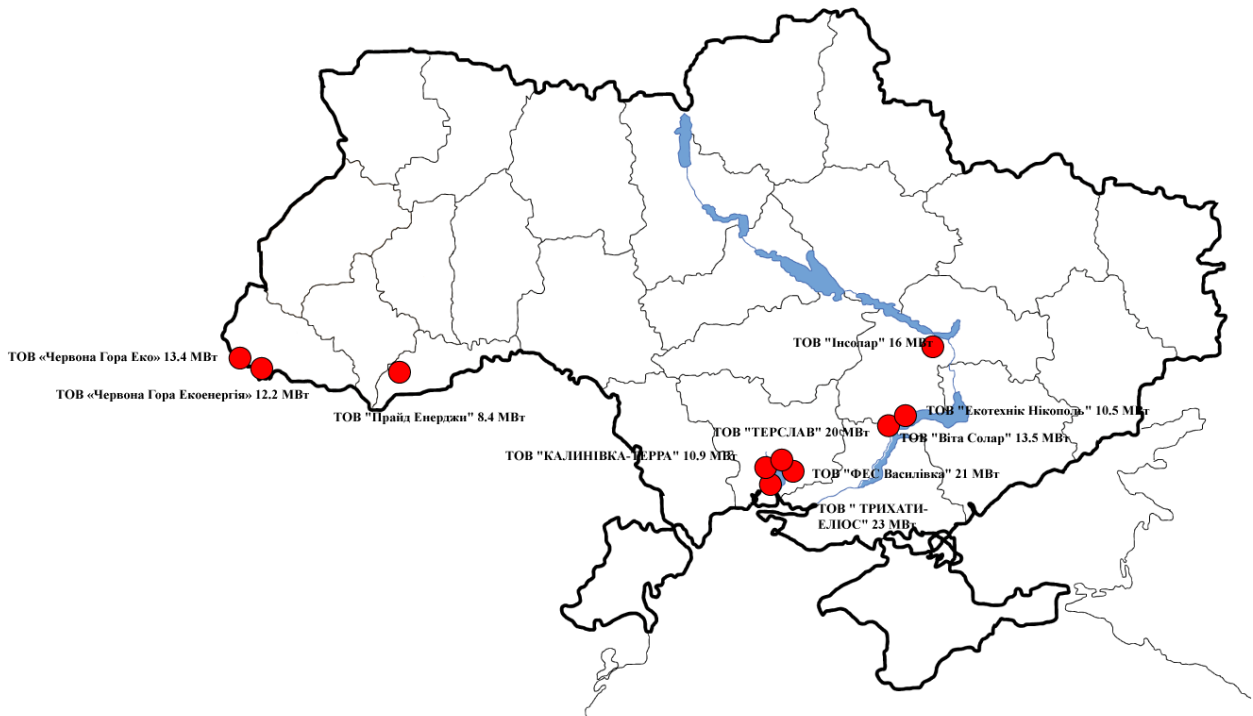 ТОВ "Інсолар" 16 МВт
ТОВ «Червона Гора Еко» 13.4 МВт
ТОВ «Червона Гора Екоенергія» 12.2 МВт
ТОВ "Прайд Енерджи" 8.4 МВт
ТОВ "Екотехнік Нікополь" 10.5 МВт
ТОВ "ТЕРСЛАВ" 20 МВт
ТОВ "Віта Солар" 13.5 МВт
ТОВ "КАЛИНІВКА-ТЕРРА" 10.9 МВт
ТОВ "ФЕС Василівка" 21 МВт
ТОВ " ТРИХАТИ-
ЕЛЮС" 23 МВт